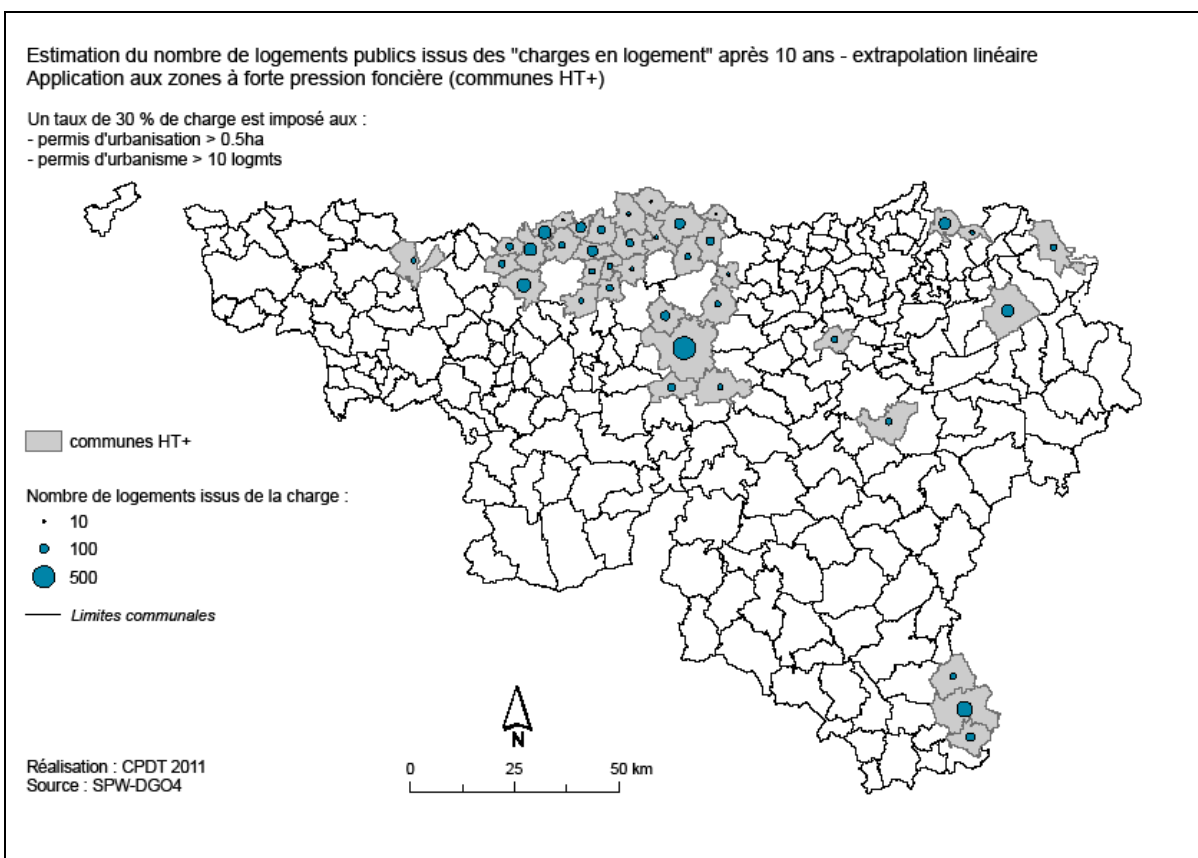 Estimation du nombre de logements publics issus des "charges en logement" après 10 ans - extrapolation linéaire
Application aux zones à forte pression foncière (communes HT+)
Un taux de 30 % de charge est imposé aux :
- permis d'urbanisation > 0.5ha
- permis d'urbanisme > 10 logmts
communes HT+
Nombre de logements issus de la charge :
10
100
500
Limites communales
N
Réalisation : CPDT 2011
Source : SPW-DGO4
0 25 50 km